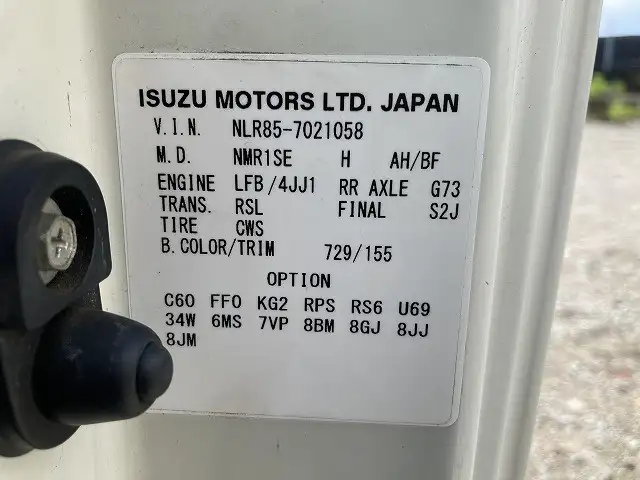 ISUZU MOTORS LTD. JAPAN
V.I.N. NLR85-7021058
M.D. NMR1SE H AH/BF
ENGINE LFB/4JJ1 RR AXLE G73
TRANS. RSL FINAL S2J
TIRE CWS
B.COLOR/TRIM 729/155
OPTION
C60 FF0 KG2 RPS RS6 U69
34W 6MS 7VP 8BM 8GJ 8JJ
8JM